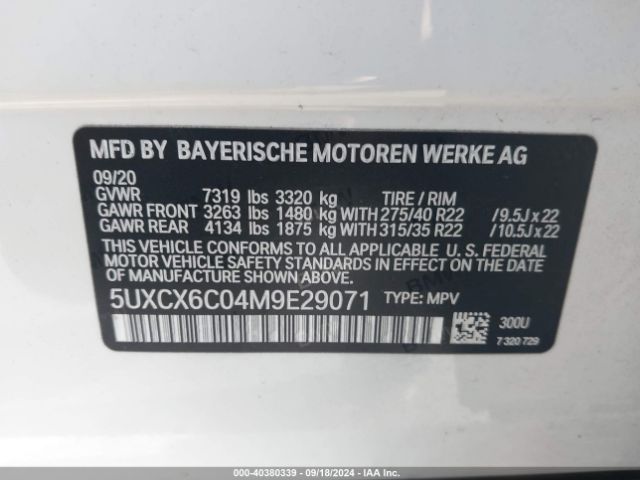 MFD BY BAYERISCHE MOTOREN WERKE AG
09/20
GVWR 7319 lbs 3320 kg TIRE / RIM
GAWR FRONT 3263 lbs 1480 kg WITH 275/40 R22 /9.5J x 22
GAWR REAR 4134 lbs 1875 kg WITH 315/35 R22 /10.5J x 22
THIS VEHICLE CONFORMS TO ALL APPLICABLE U. S. FEDERAL
MOTOR VEHICLE SAFETY STANDARDS IN EFFECT ON THE DATE
OF MANUFACTURE SHOWN ABOVE.
5UXCX6C04M9E29071 TYPE: MPV
300U
7 320 729
000-40380339 - 09/18/2024 - IAAI.COM